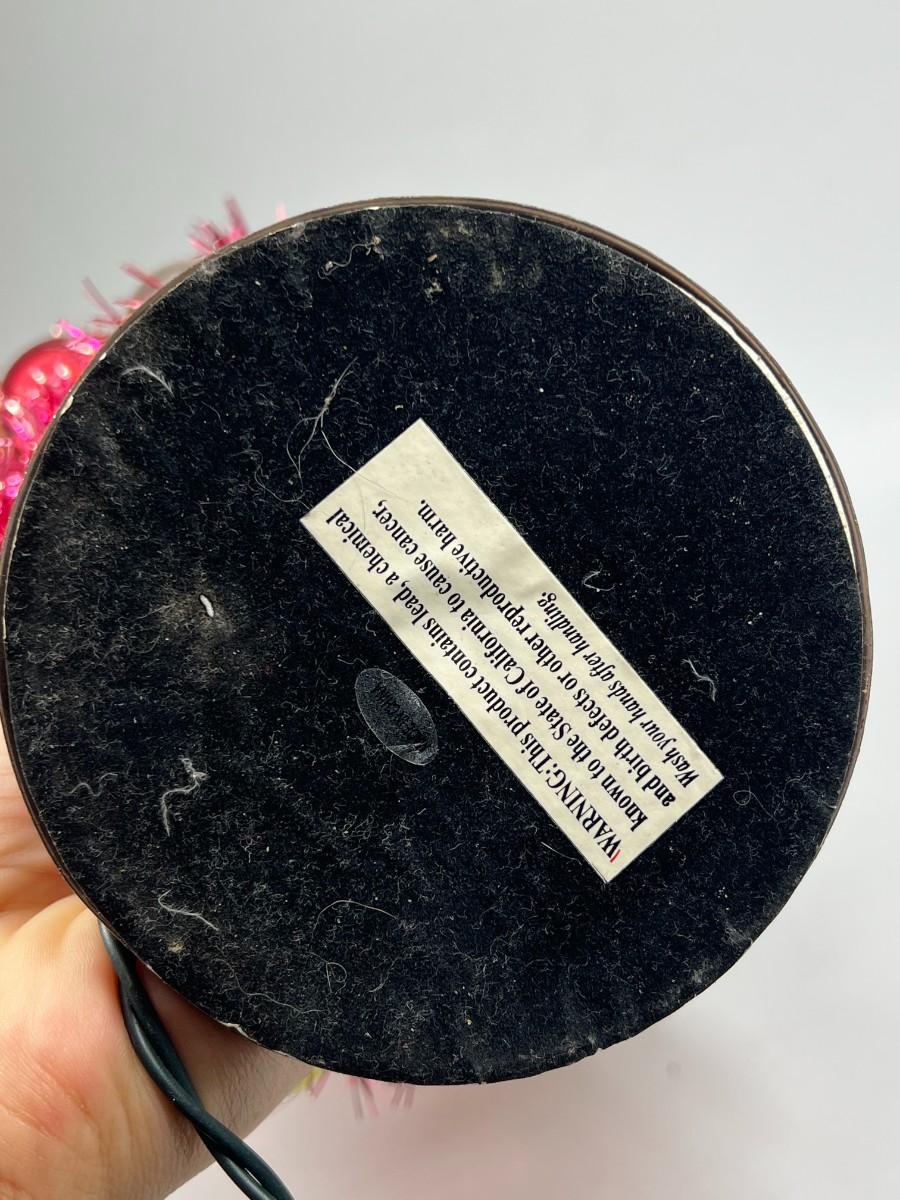 WARNING: This product contains lead, a chemical
known to the State of California to cause cancer,
and birth defects or other reproductive harm.
Wash your hands after handling.